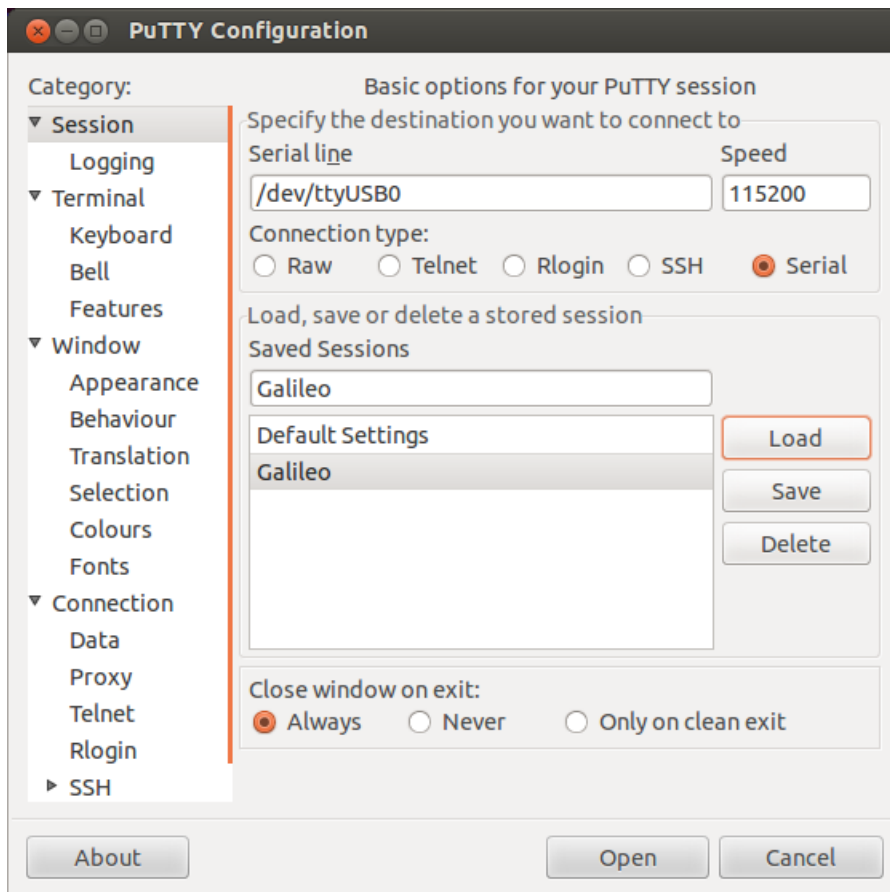 PuTTY Configuration
Category:
Session
Logging
Terminal
Keyboard
Bell
Features
Window
Appearance
Behaviour
Translation
Selection
Colours
Fonts
Connection
Data
Proxy
Telnet
Rlogin
SSH
Basic options for your PuTTY session
Specify the destination you want to connect to
Serial line Speed
/dev/ttyUSB0 115200
Connection type:
Raw Telnet Rlogin SSH Serial
Load, save or delete a stored session
Saved Sessions
Galileo
Default Settings
Galileo
Load
Save
Delete
Close window on exit:
Always Never Only on clean exit
About Open Cancel